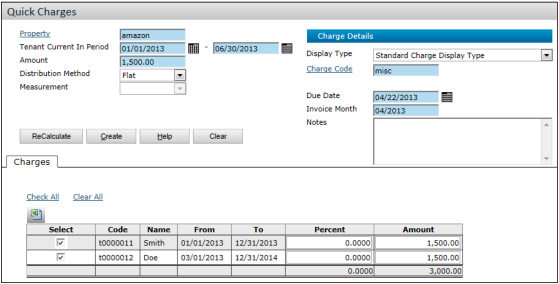 Quick Charges
Property amazon
Tenant Current In Period 01/01/2013 - 06/30/2013
Amount 1,500.00
Distribution Method Flat
Measurement
ReCalculate Create Help Clear
Charge Details
Display Type Standard Charge Display Type
Charge Code misc
Due Date 04/22/2013
Invoice Month 04/2013
Notes
Charges
Check All Clear All
Select Code Name From To Percent Amount
t0000011 Smith 01/01/2013 12/31/2013 0.0000 1,500.00
t0000012 Doe 03/01/2013 12/31/2014 0.0000 1,500.00
0.0000 3,000.00